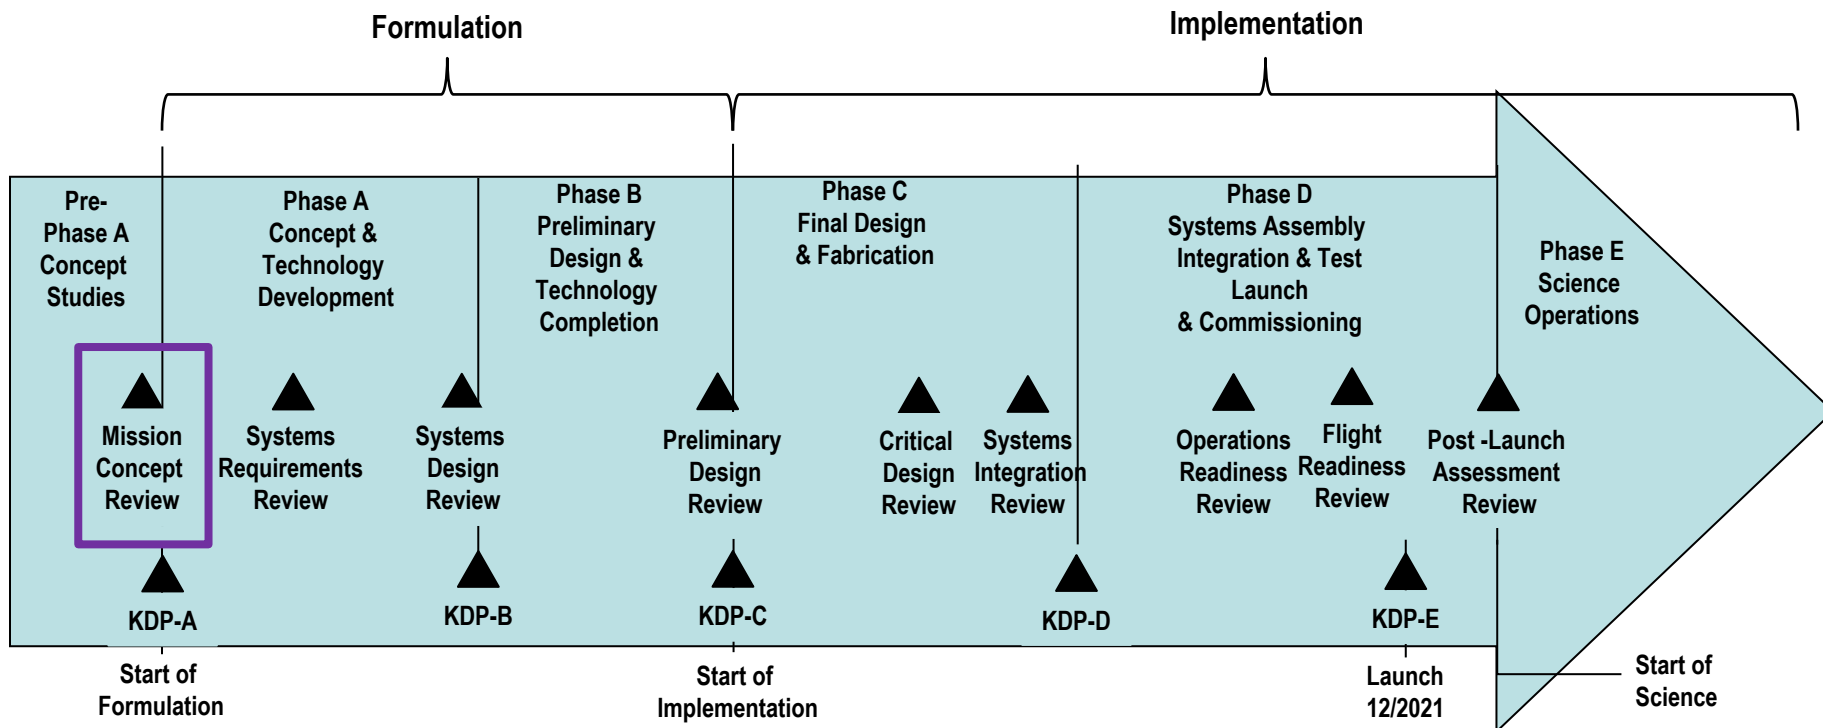 Formulation
Implementation
Pre-
Phase A
Concept
Studies
Phase A
Concept &
Technology
Development
Phase B
Preliminary
Design &
Technology
Completion
Phase C
Final Design
& Fabrication
Phase D
Systems Assembly
Integration & Test
Launch
& Commissioning
Phase E
Science
Operations
Mission
Concept
Review
Systems
Requirements
Review
Systems
Design
Review
Preliminary
Design
Review
Critical
Design
Review
Systems
Integration
Review
Operations
Readiness
Review
Flight
Readiness
Review
Post -Launch
Assessment
Review
KDP-A
KDP-B
KDP-C
KDP-D
KDP-E
Start of
Formulation
Start of
Implementation
Launch
12/2021
Start of
Science